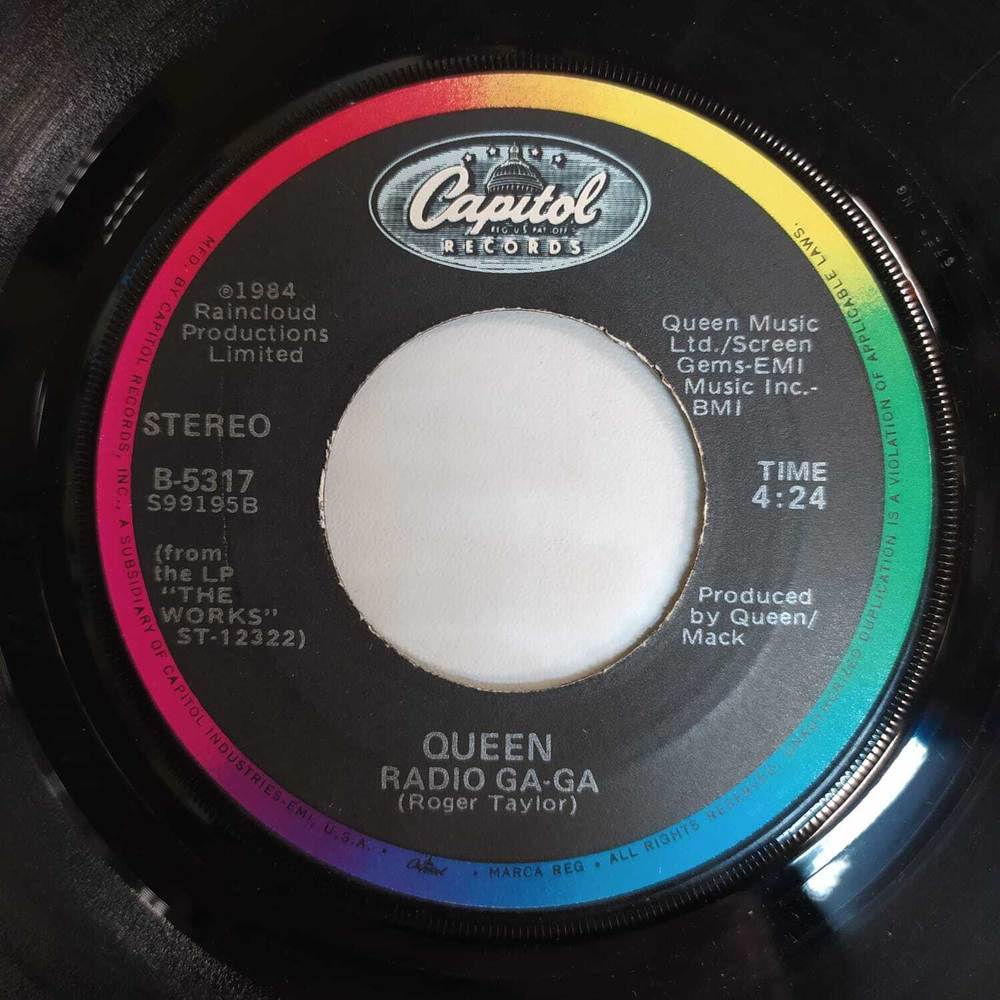 Capitol
REG U S PAT OFF
RECORDS
℗1984
Raincloud
Productions
Limited
STEREO
B-5317
S99195B
(from
the LP
"THE
WORKS"
ST-12322)
Queen Music
Ltd./Screen
Gems-EMI
Music Inc.-
BMI
TIME
4:24
Produced
by Queen/
Mack
QUEEN
RADIO GA-GA
(Roger Taylor)
MFD. BY CAPITOL RECORDS, INC., A SUBSIDIARY OF CAPITOL INDUSTRIES-EMI, U.S.A. • Capitol • MARCA REG • ALL RIGHTS RESERVED. UNAUTHORIZED DUPLICATION IS A VIOLATION OF APPLICABLE LAWS.